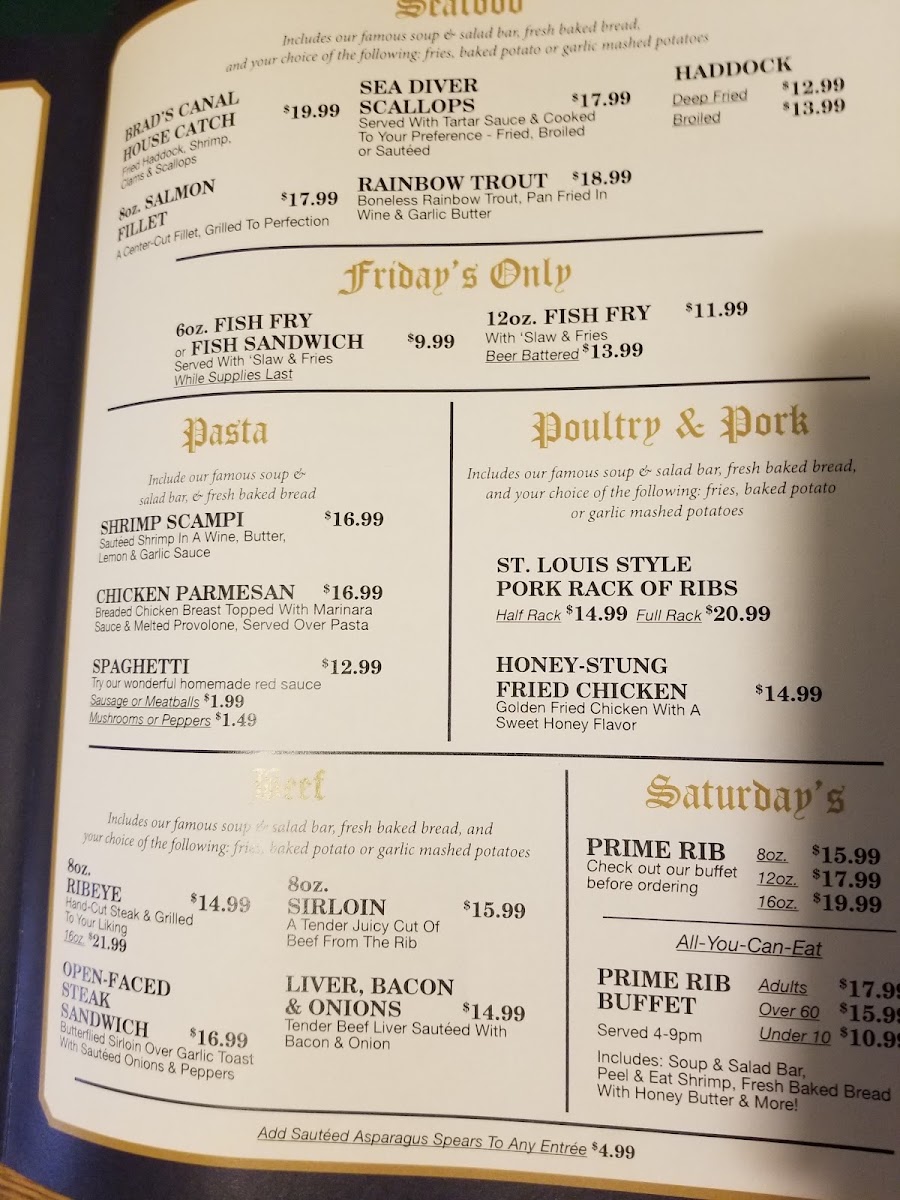 Seafood
Includes our famous soup & salad bar, fresh baked bread,
and your choice of the following: fries, baked potato or garlic mashed potatoes
BRAD'S CANAL
HOUSE CATCH $19.99
Fried Haddock, Shrimp,
Clams & Scallops
8oz. SALMON
FILLET $17.99
A Center-Cut Fillet, Grilled To Perfection
SEA DIVER
SCALLOPS $17.99
Served With Tartar Sauce & Cooked
To Your Preference - Fried, Broiled
or Sautéed
RAINBOW TROUT $18.99
Boneless Rainbow Trout, Pan Fried In
Wine & Garlic Butter
HADDOCK
Deep Fried $12.99
Broiled $13.99
Friday's Only
6oz. FISH FRY
or FISH SANDWICH $9.99
Served With 'Slaw & Fries
While Supplies Last
12oz. FISH FRY $11.99
With 'Slaw & Fries
Beer Battered $13.99
Pasta
Include our famous soup &
salad bar, & fresh baked bread
SHRIMP SCAMPI $16.99
Sautéed Shrimp In A Wine, Butter,
Lemon & Garlic Sauce
CHICKEN PARMESAN $16.99
Breaded Chicken Breast Topped With Marinara
Sauce & Melted Provolone, Served Over Pasta
SPAGHETTI $12.99
Try our wonderful homemade red sauce
Sausage or Meatballs $1.99
Mushrooms or Peppers $1.49
Poultry & Pork
Includes our famous soup & salad bar, fresh baked bread,
and your choice of the following: fries, baked potato
or garlic mashed potatoes
ST. LOUIS STYLE
PORK RACK OF RIBS
Half Rack $14.99 Full Rack $20.99
HONEY-STUNG
FRIED CHICKEN $14.99
Golden Fried Chicken With A
Sweet Honey Flavor
Beef
Includes our famous soup & salad bar, fresh baked bread, and
your choice of the following: fries, baked potato or garlic mashed potatoes
8oz.
RIBEYE $14.99
Hand-Cut Steak & Grilled
To Your Liking
16oz. $21.99
OPEN-FACED
STEAK
SANDWICH $16.99
Butterflied Sirloin Over Garlic Toast
With Sautéed Onions & Peppers
8oz.
SIRLOIN $15.99
A Tender Juicy Cut Of
Beef From The Rib
LIVER, BACON
& ONIONS $14.99
Tender Beef Liver Sautéed With
Bacon & Onion
Saturday's
PRIME RIB 8oz. $15.99
Check out our buffet 12oz. $17.99
before ordering 16oz. $19.99
All-You-Can-Eat
PRIME RIB Adults $17.99
BUFFET Over 60 $15.99
Served 4-9pm Under 10 $10.99
Includes: Soup & Salad Bar,
Peel & Eat Shrimp, Fresh Baked Bread
With Honey Butter & More!
Add Sautéed Asparagus Spears To Any Entrée $4.99